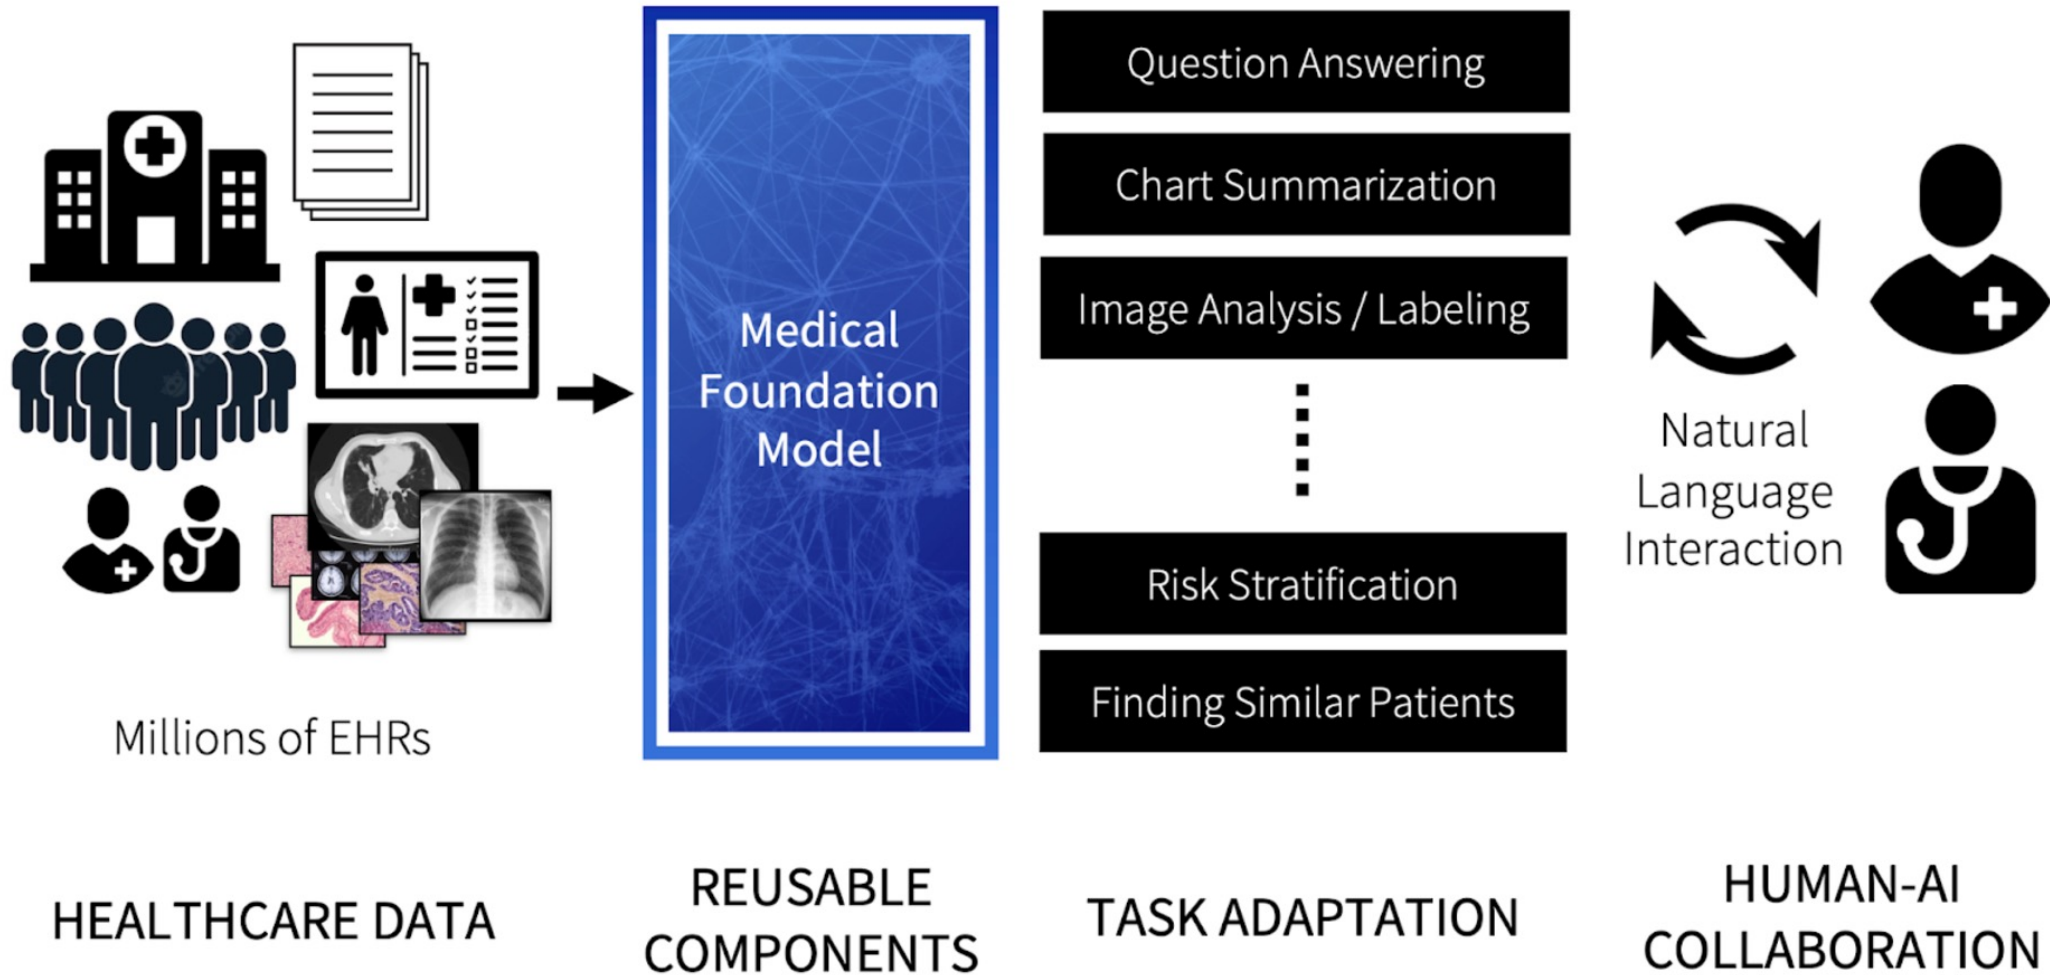 Question Answering
Chart Summarization
Image Analysis / Labeling
Medical
Foundation
Model
Natural
Language
Interaction
Risk Stratification
Finding Similar Patients
Millions of EHRs
HEALTHCARE DATA
REUSABLE
COMPONENTS
TASK ADAPTATION
HUMAN-AI
COLLABORATION